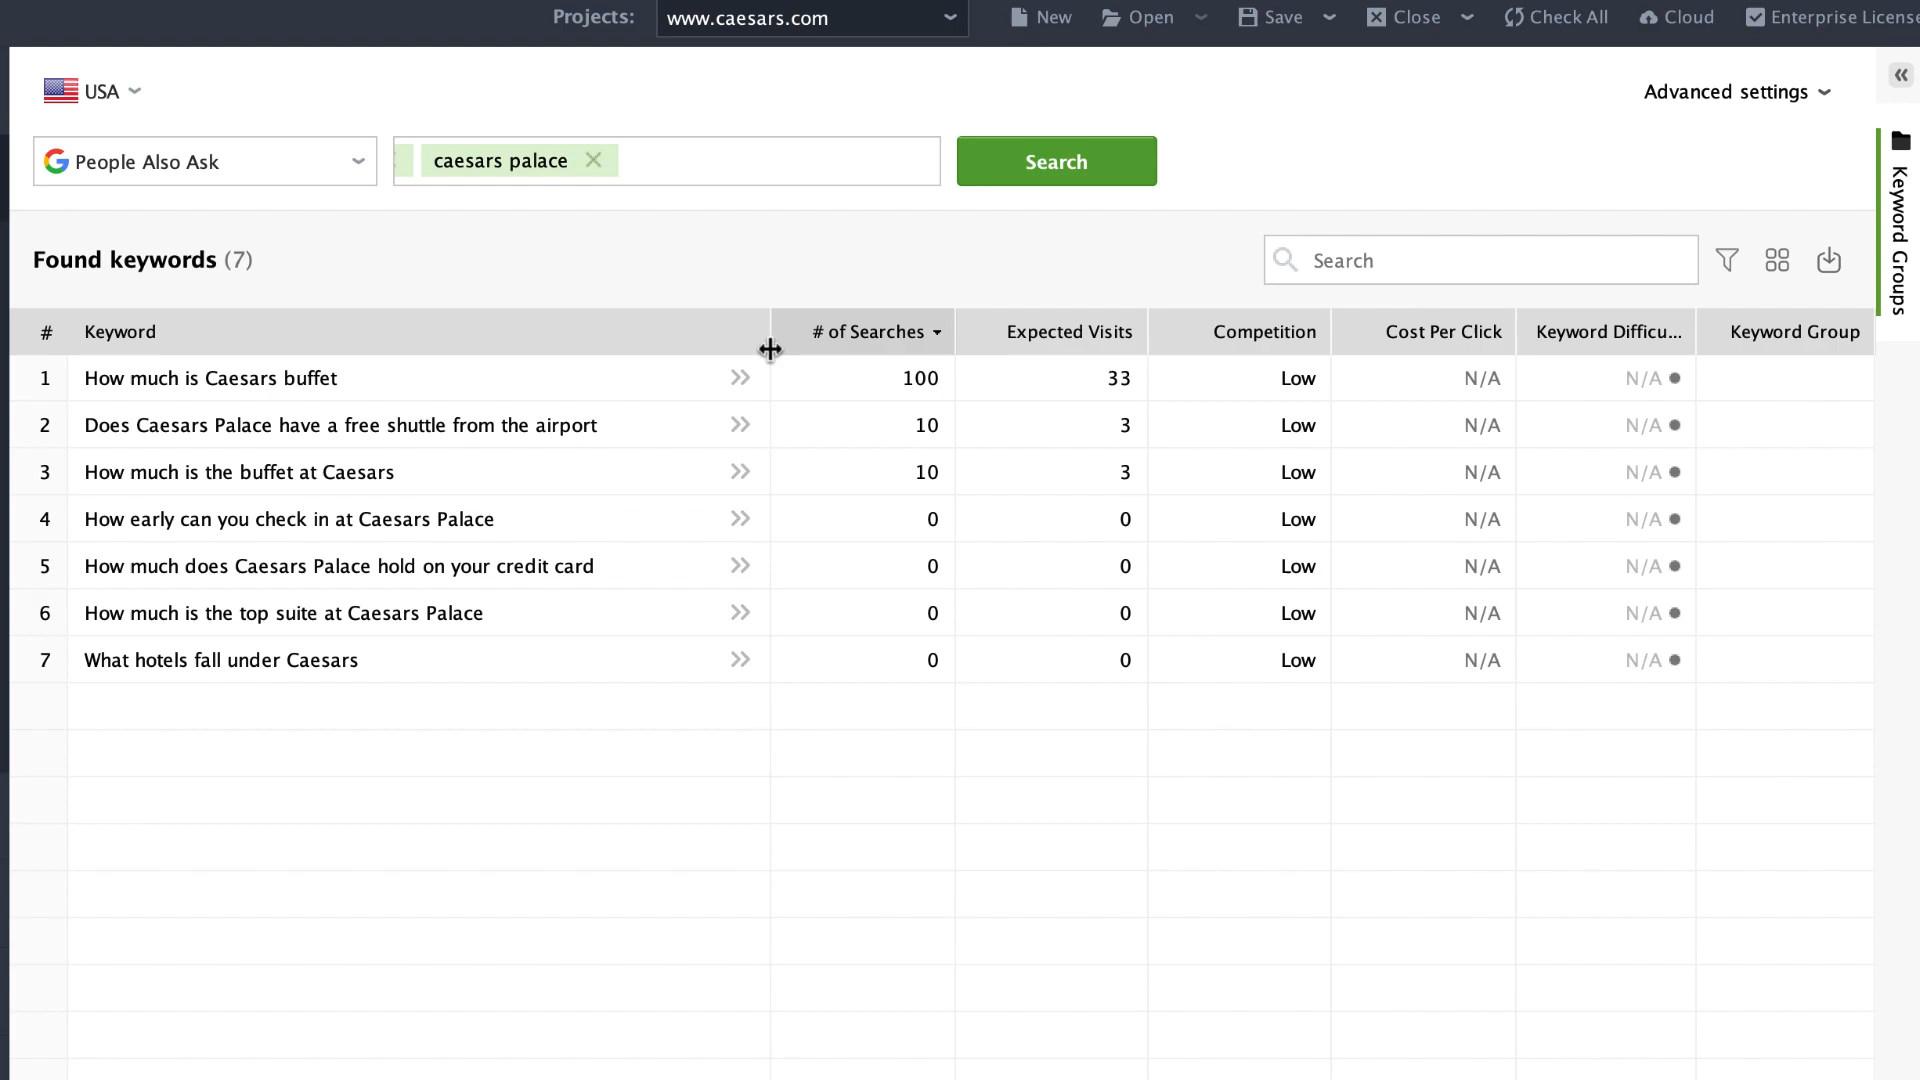 Projects: www.caesars.com New Open Save Close Check All Cloud Enterprise License
USA Advanced settings
People Also Ask caesars palace Search
Keyword Groups
Found keywords (7) Search
# Keyword # of Searches Expected Visits Competition Cost Per Click Keyword Difficu... Keyword Group
1 How much is Caesars buffet 100 33 Low N/A N/A
2 Does Caesars Palace have a free shuttle from the airport 10 3 Low N/A N/A
3 How much is the buffet at Caesars 10 3 Low N/A N/A
4 How early can you check in at Caesars Palace 0 0 Low N/A N/A
5 How much does Caesars Palace hold on your credit card 0 0 Low N/A N/A
6 How much is the top suite at Caesars Palace 0 0 Low N/A N/A
7 What hotels fall under Caesars 0 0 Low N/A N/A